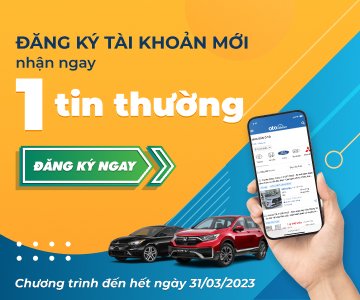 ĐĂNG KÝ TÀI KHOẢN MỚI
nhận ngay
1 tin thường
ĐĂNG KÝ NGAY
oto
Chương trình đến hết ngày 31/03/2023